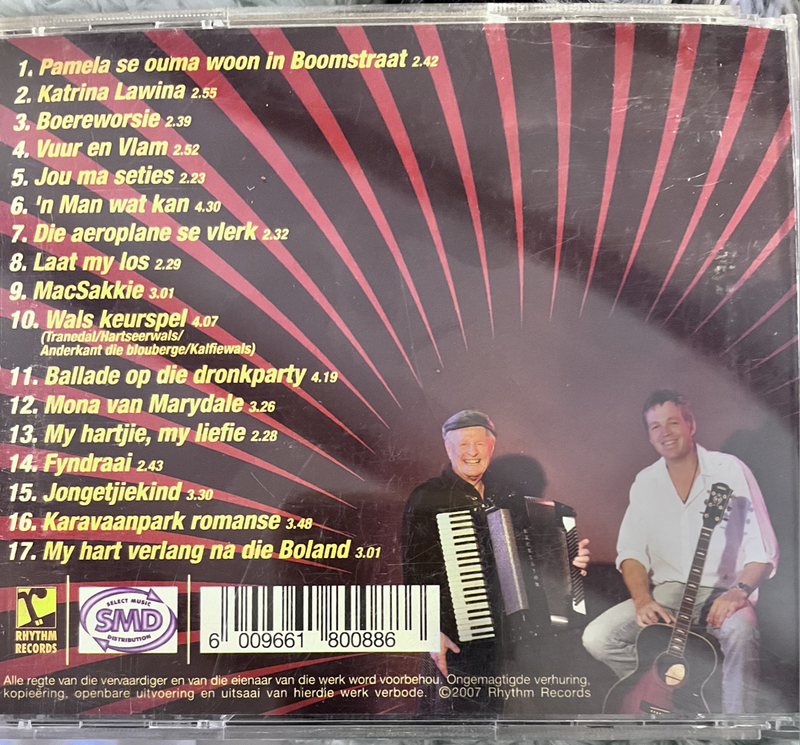 1. Pamela se ouma woon in Boomstraat 2.42
2. Katrina Lawina 2.55
3. Boereworsie 2.39
4. Vuur en Vlam 2.52
5. Jou ma seties 2.23
6. 'n Man wat kan 4.30
7. Die aeroplane se vlerk 2.32
8. Laat my los 2.29
9. MacSakkie 3.01
10. Wals keurspel 4.07
(Tranedal/Hartseerwals/
Anderkant die blouberge/Kalfiewals)
11. Ballade op die dronkparty 4.19
12. Mona van Marydale 3.26
13. My hartjie, my liefie 2.28
14. Fyndraai 2.43
15. Jongetjiekind 3.30
16. Karavaanpark romanse 3.48
17. My hart verlang na die Boland 3.01
r.
RHYTHM
RECORDS
SELECT MUSIC
SMD
DISTRIBUTION
6 009661 800886
Alle regte van die vervaardiger en van die eienaar van die werk word voorbehou. Ongemagtigde verhuring,
kopieëring, openbare uitvoering en uitsaai van hierdie werk verbode. ©2007 Rhythm Records